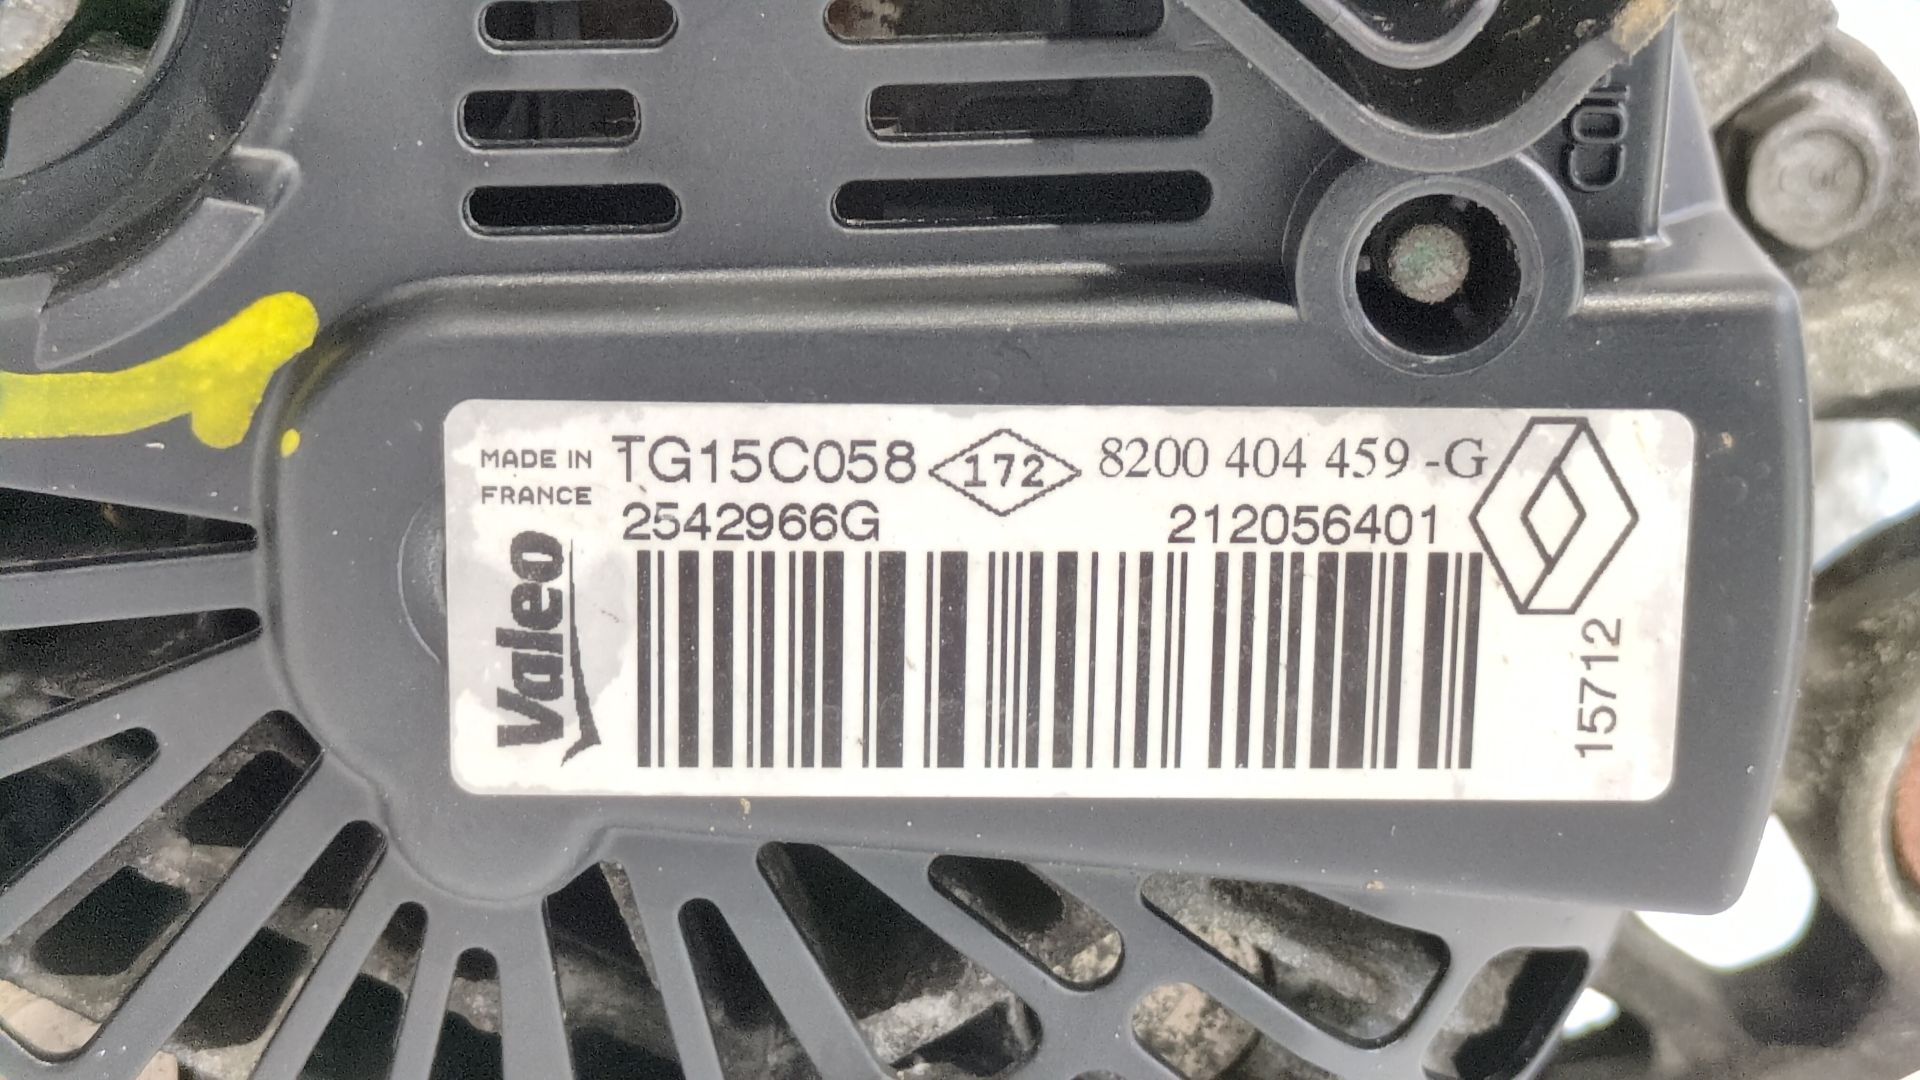 MADE IN
FRANCE
TG15C058
172
8200 404 459 -G
2542966G
212056401
Valeo
15712